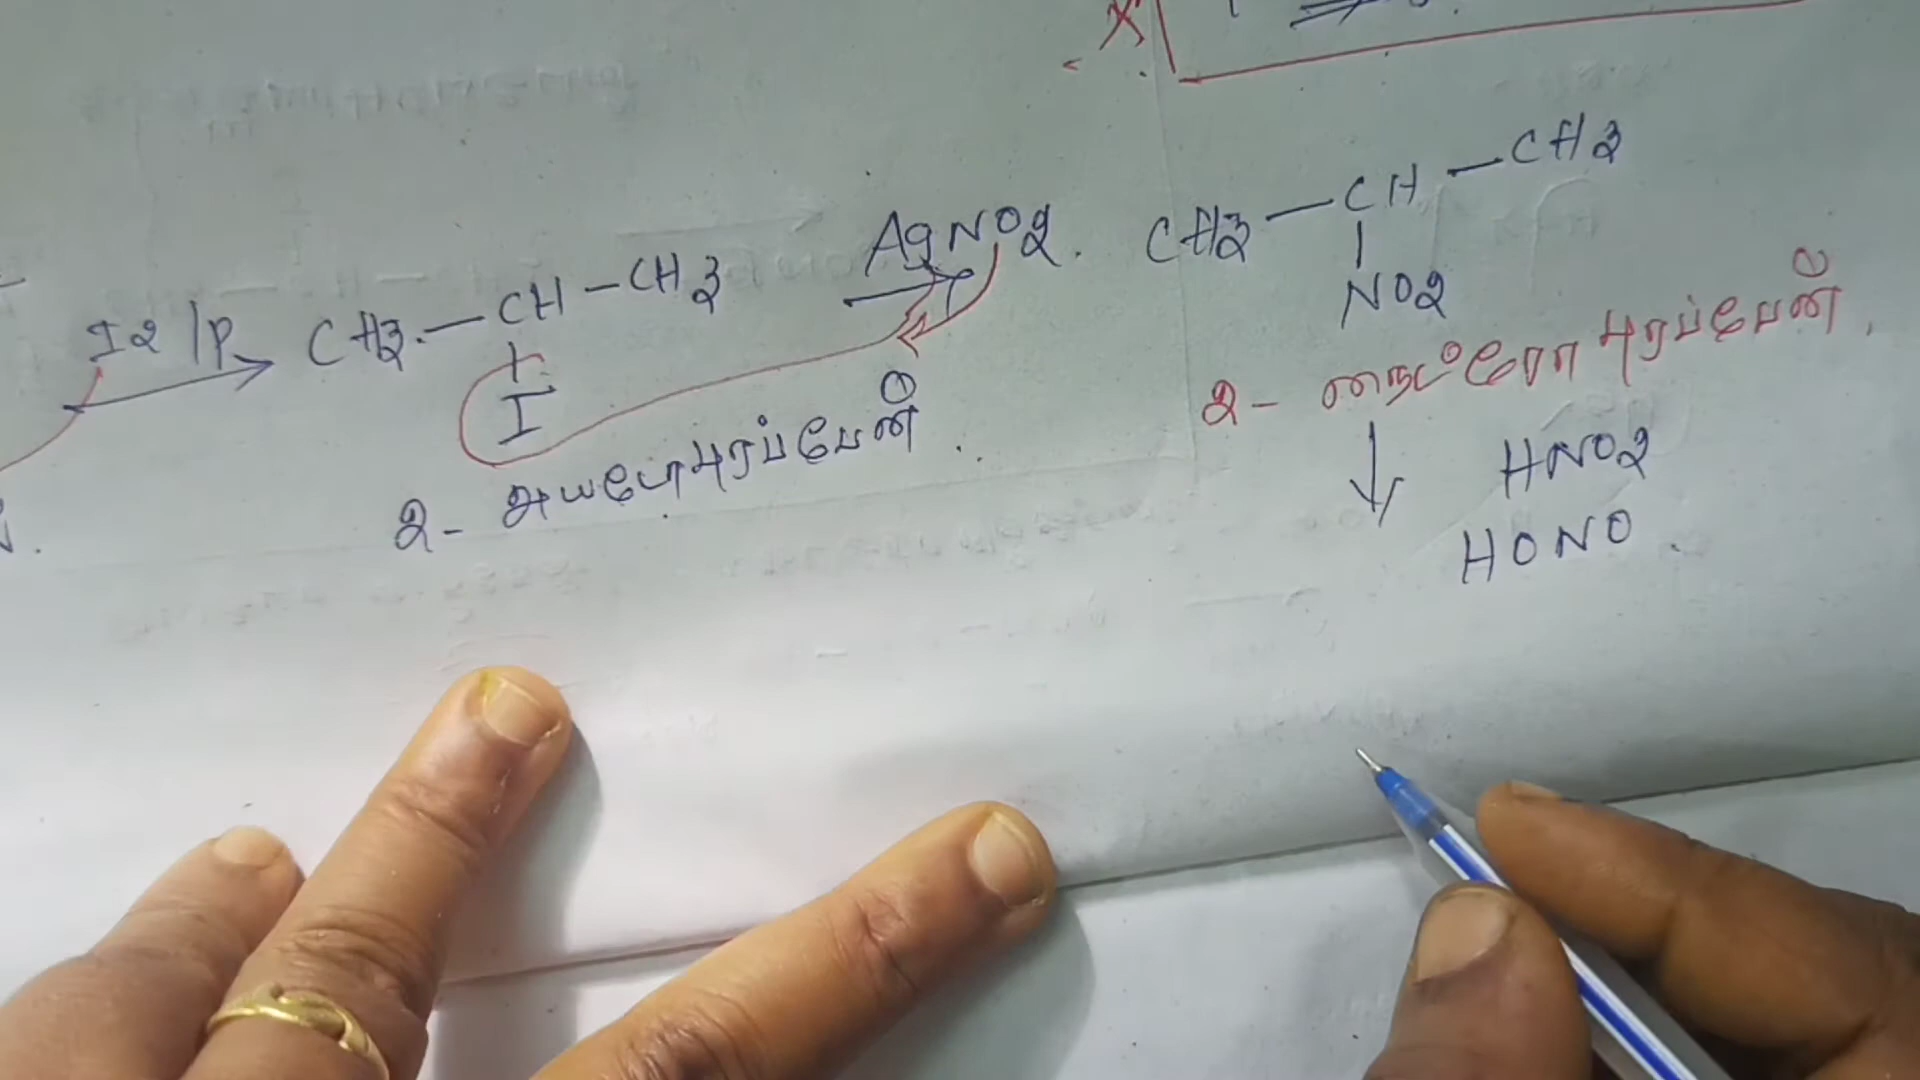 I2/P → CH3 — CH — CH3
I
2 - அயடோபுரப்பேன்
AgNO2 →
CH3 — CH — CH3
|
NO2
2 - நைட்ரோ புரப்பேன்
↓ HNO2
HONO